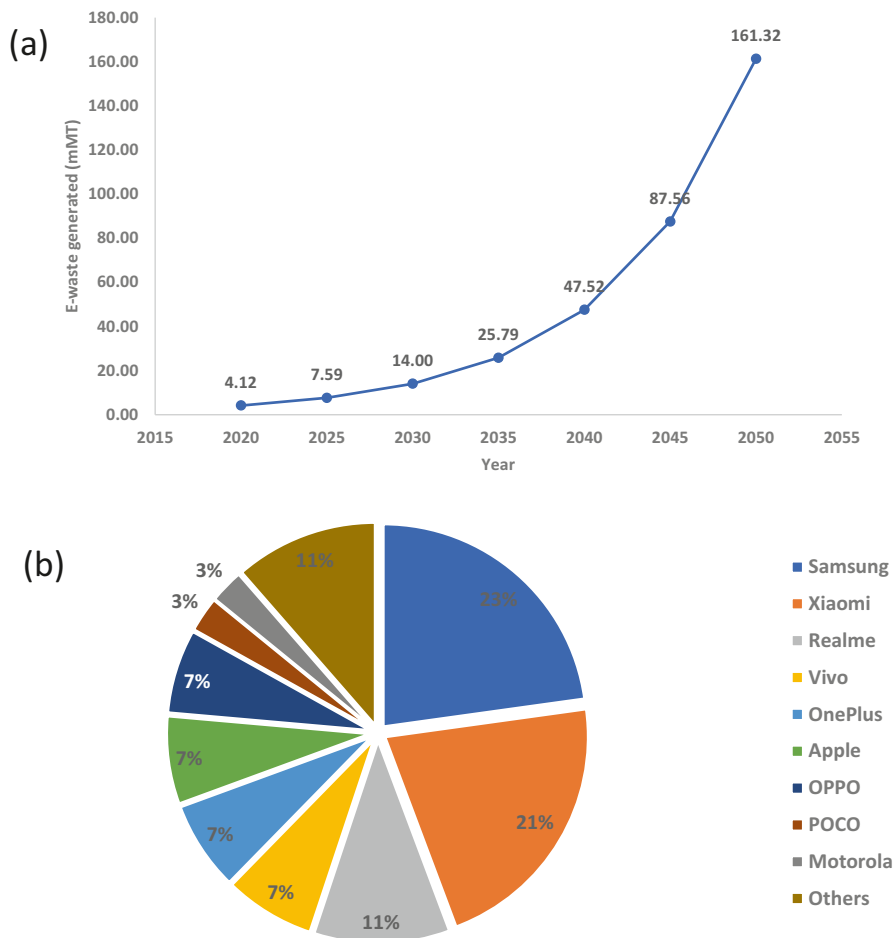 (a)
180.00
160.00
140.00
120.00
100.00
80.00
60.00
40.00
20.00
0.00
E-waste generated (mMT)
4.12
7.59
14.00
25.79
47.52
87.56
161.32
2015 2020 2025 2030 2035 2040 2045 2050 2055
Year
(b)
23%
21%
11%
7%
7%
7%
7%
3%
3%
11%
Samsung
Xiaomi
Realme
Vivo
OnePlus
Apple
OPPO
POCO
Motorola
Others